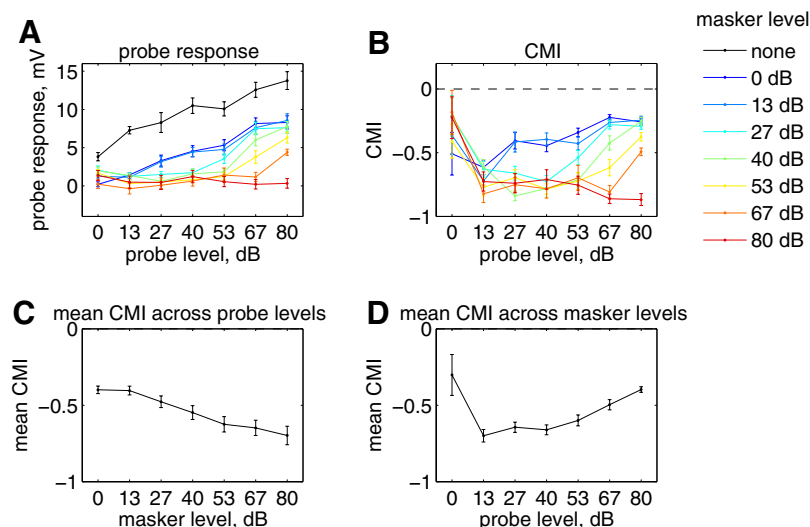 A
probe response
probe response, mV
15
10
5
0
0 13 27 40 53 67 80
probe level, dB
B
CMI
CMI
0
−0.5
−1
0 13 27 40 53 67 80
probe level, dB
masker level
none
0 dB
13 dB
27 dB
40 dB
53 dB
67 dB
80 dB
C
mean CMI across probe levels
mean CMI
0
−0.5
−1
0 13 27 40 53 67 80
masker level, dB
D
mean CMI across masker levels
mean CMI
0
−0.5
−1
0 13 27 40 53 67 80
probe level, dB